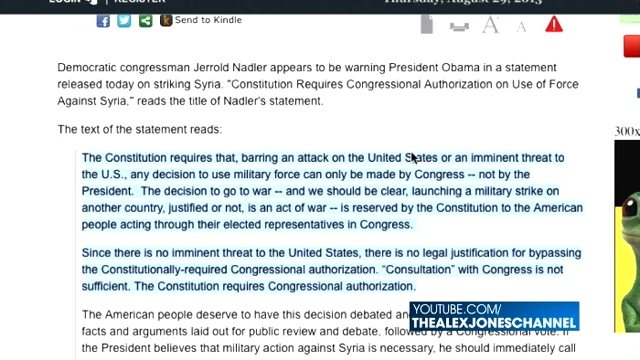 LOGIN
REGISTER
Thursday, August 29, 2013
Send to Kindle
A
A
Democratic congressman Jerrold Nadler appears to be warning President Obama in a statement
released today on striking Syria. "Constitution Requires Congressional Authorization on Use of Force
Against Syria," reads the title of Nadler's statement.
300x
The text of the statement reads:
The Constitution requires that, barring an attack on the United States or an imminent threat to
the U.S., any decision to use military force can only be made by Congress -- not by the
President. The decision to go to war -- and we should be clear, launching a military strike on
another country, justified or not, is an act of war -- is reserved by the Constitution to the American
people acting through their elected representatives in Congress.
Since there is no imminent threat to the United States, there is no legal justification for bypassing
the Constitutionally-required Congressional authorization. "Consultation" with Congress is not
sufficient. The Constitution requires Congressional authorization.
The American people deserve to have this decision debated and
facts and arguments laid out for public review and debate, followed by a Congressional vote. If
the President believes that military action against Syria is necessary, he should immediately call
YOUTUBE.COM/
THEALEXJONESCHANNEL